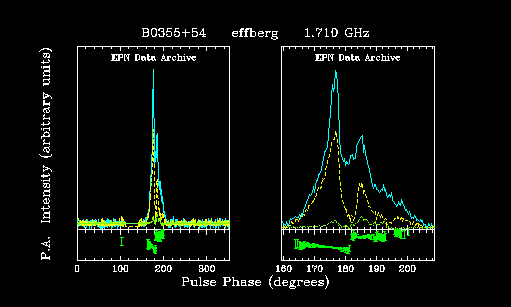 B0355+54 effberg 1.710 GHz
EPN Data Archive EPN Data Archive
P.A. Intensity (arbitrary units)
0 100 200 300 160 170 180 190 200
Pulse Phase (degrees)